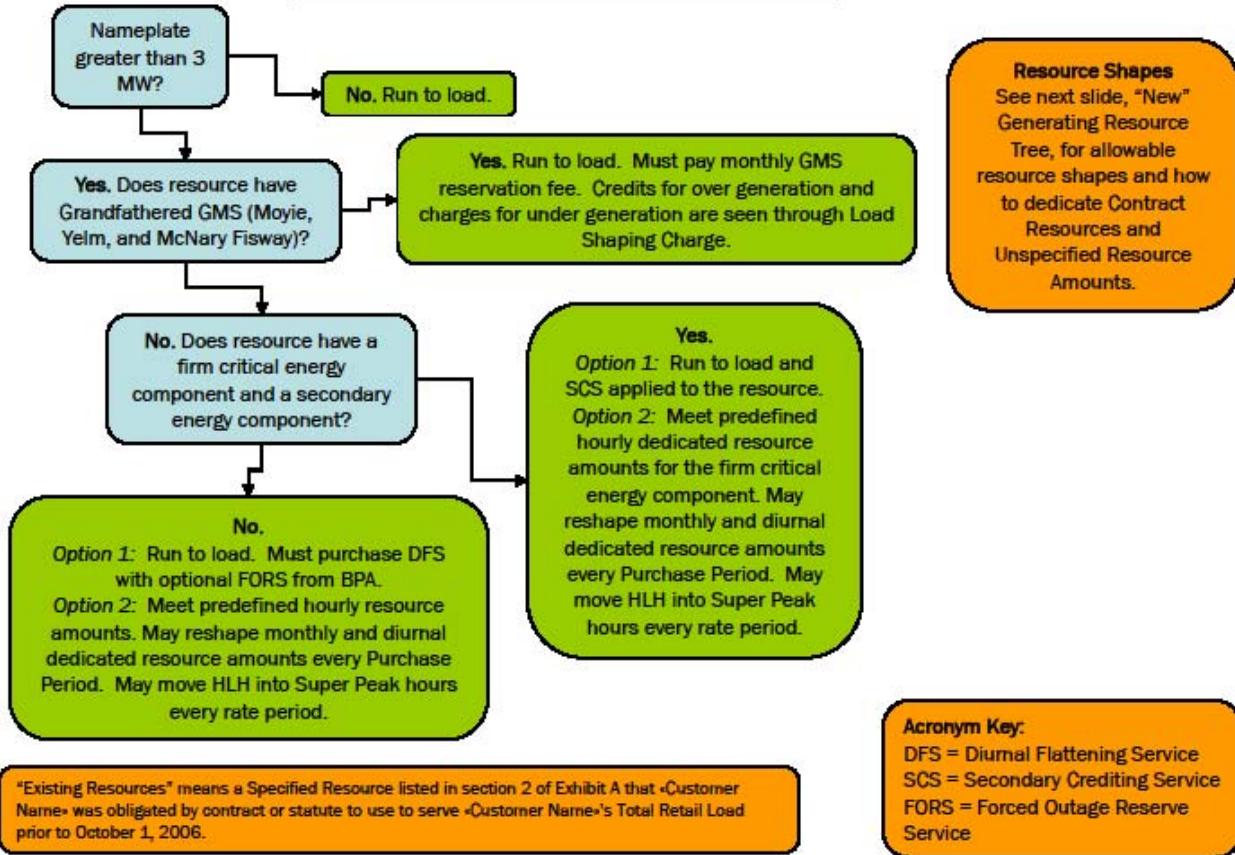 Nameplate
greater than 3
MW?
No. Run to load.
Yes. Does resource have
Grandfathered GMS (Moyie,
Yelm, and McNary Fisway)?
Yes. Run to load. Must pay monthly GMS
reservation fee. Credits for over generation and
charges for under generation are seen through Load
Shaping Charge.
Resource Shapes
See next slide, "New"
Generating Resource
Tree, for allowable
resource shapes and how
to dedicate Contract
Resources and
Unspecified Resource
Amounts.
No. Does resource have a
firm critical energy
component and a secondary
energy component?
Yes.
Option 1: Run to load and
SCS applied to the resource.
Option 2: Meet predefined
hourly dedicated resource
amounts for the firm critical
energy component. May
reshape monthly and diurnal
dedicated resource amounts
every Purchase Period. May
move HLH into Super Peak
hours every rate period.
No.
Option 1: Run to load. Must purchase DFS
with optional FORS from BPA.
Option 2: Meet predefined hourly resource
amounts. May reshape monthly and diurnal
dedicated resource amounts every Purchase
Period. May move HLH into Super Peak hours
every rate period.
"Existing Resources" means a Specified Resource listed in section 2 of Exhibit A that «Customer
Name» was obligated by contract or statute to use to serve «Customer Name»'s Total Retail Load
prior to October 1, 2006.
Acronym Key:
DFS = Diurnal Flattening Service
SCS = Secondary Crediting Service
FORS = Forced Outage Reserve
Service